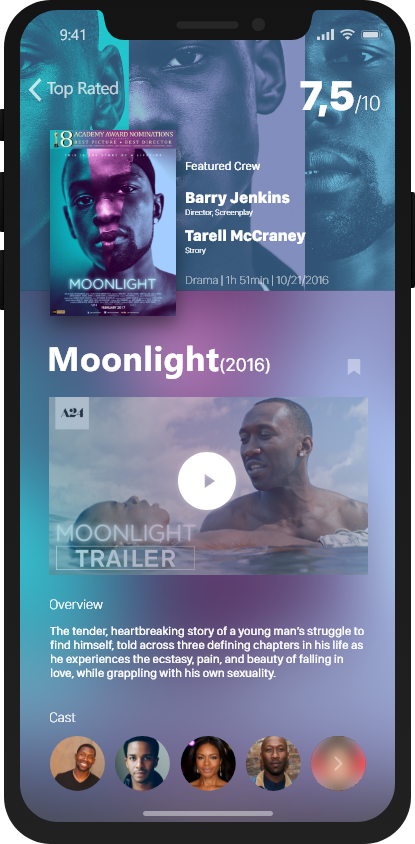 9:41
Top Rated
7,5/10
8 ACADEMY AWARD NOMINATIONS
BEST PICTURE • BEST DIRECTOR
Featured Crew
Barry Jenkins
Director, Screenplay
Tarell McCraney
Strory
MOONLIGHT
FEBRUARY 2017
Drama | 1h 51min | 10/21/2016
Moonlight(2016)
A24
MOONLIGHT
TRAILER
Overview
The tender, heartbreaking story of a young man's struggle to
find himself, told across three defining chapters in his life as
he experiences the ecstasy, pain, and beauty of falling in
love, while grappling with his own sexuality.
Cast